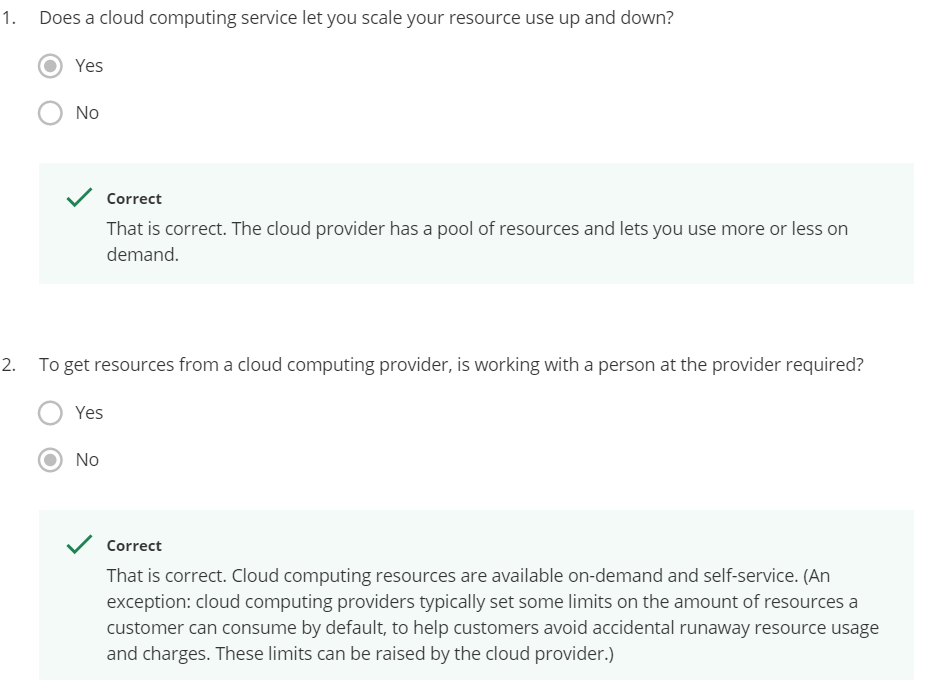 1. Does a cloud computing service let you scale your resource use up and down?
Yes
No
Correct
That is correct. The cloud provider has a pool of resources and lets you use more or less on
demand.
2. To get resources from a cloud computing provider, is working with a person at the provider required?
Yes
No
Correct
That is correct. Cloud computing resources are available on-demand and self-service. (An
exception: cloud computing providers typically set some limits on the amount of resources a
customer can consume by default, to help customers avoid accidental runaway resource usage
and charges. These limits can be raised by the cloud provider.)